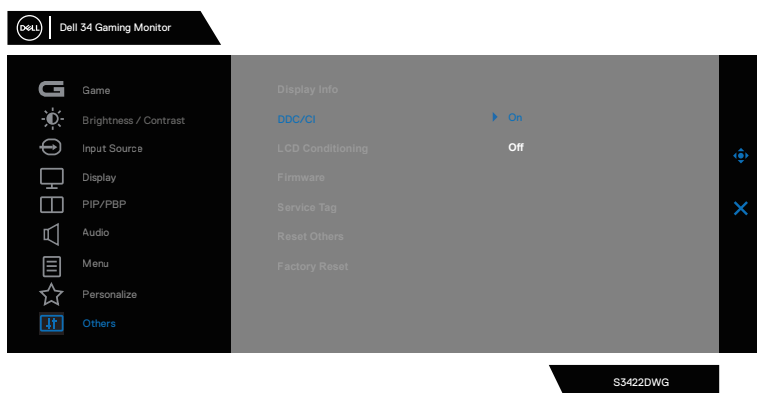 DELL
Dell 34 Gaming Monitor
Game
Brightness / Contrast
Input Source
Display
PIP/PBP
Audio
Menu
Personalize
Others
Display Info
DDC/CI
On
Off
LCD Conditioning
Firmware
Service Tag
Reset Others
Factory Reset
S3422DWG